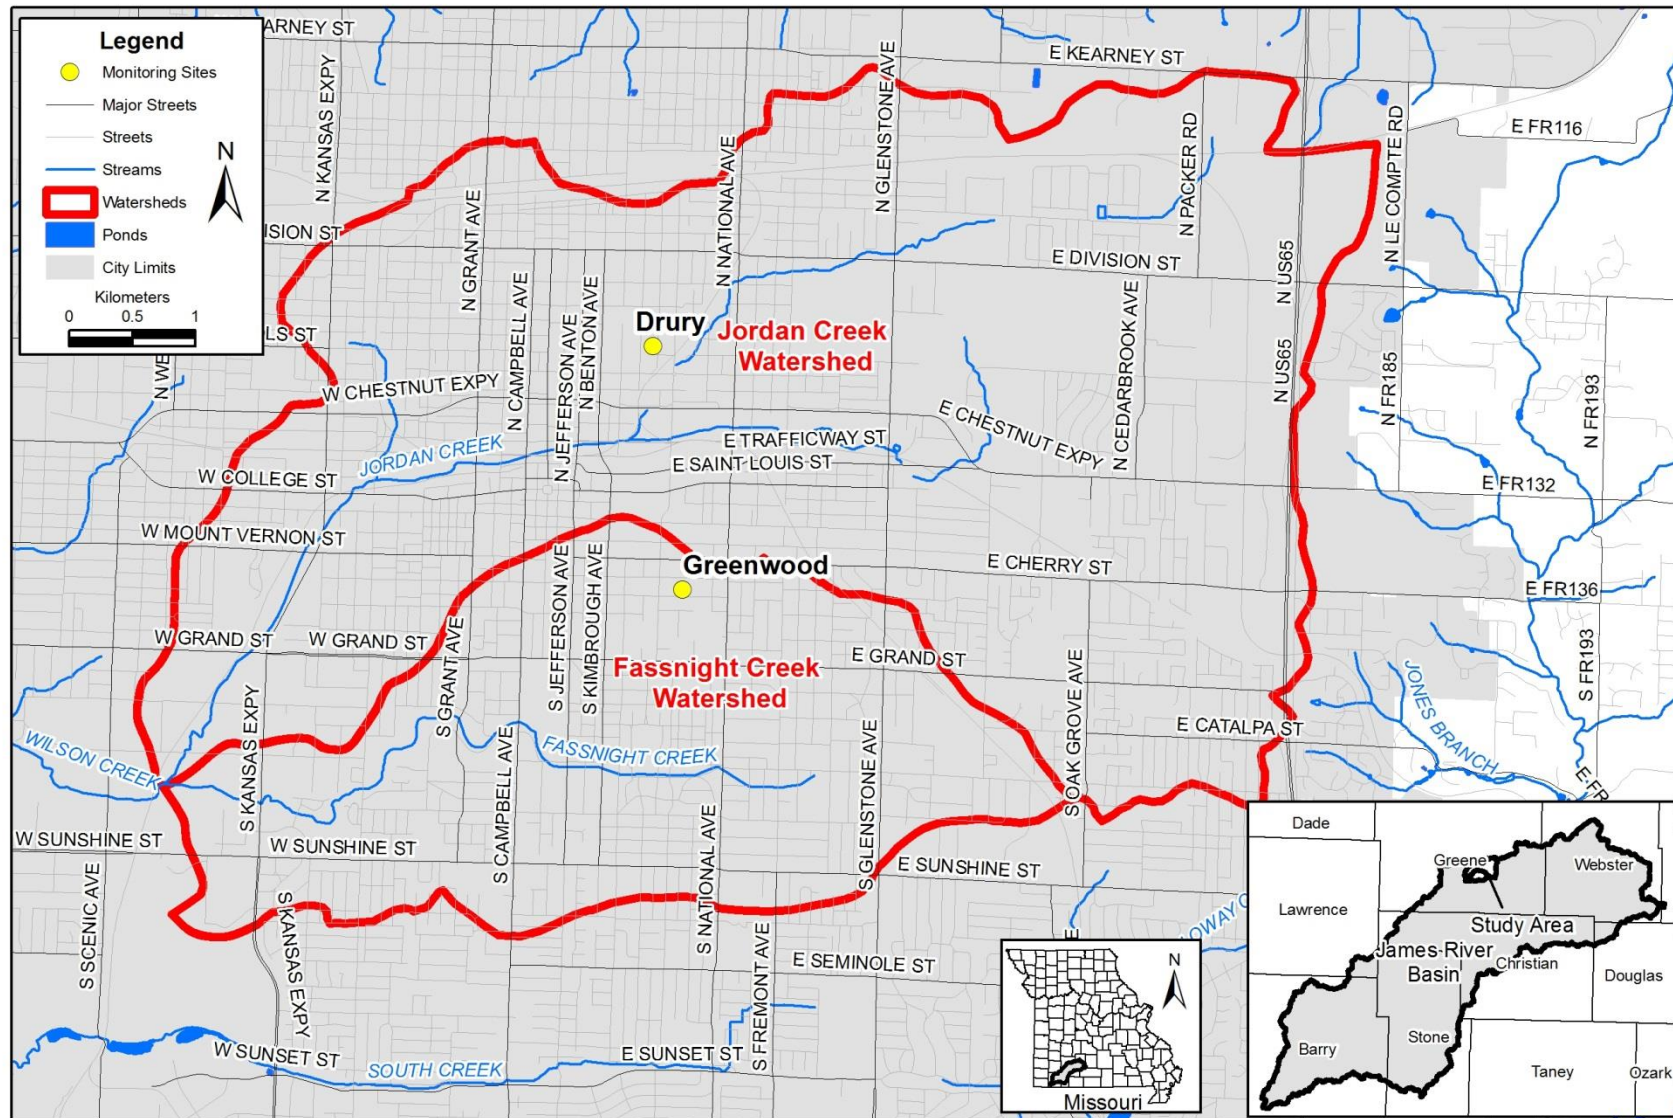 Legend
Monitoring Sites
Major Streets
Streets
Streams
Watersheds
Ponds
City Limits
Kilometers
0 0.5 1
N
ARNEY ST
N KANSAS EXPY
E KEARNEY ST
N GLENSTONE AVE
N PACKER RD
N LE COMPTE RD
E FR116
N NATIONAL AVE
ISION ST
N GRANT AVE
E DIVISION ST
N US65
N CAMPBELL AVE
N JEFFERSON AVE
N BENTON AVE
N CEDARBROOK AVE
Drury
Jordan Creek
Watershed
LS ST
N WE
W CHESTNUT EXPY
N US65
N FR185
N FR193
E CHESTNUT EXPY
JORDAN CREEK
E TRAFFICWAY ST
E SAINT LOUIS ST
W COLLEGE ST
E FR132
W MOUNT VERNON ST
S JEFFERSON AVE
S KIMBROUGH AVE
Greenwood
E CHERRY ST
E FR136
W GRAND ST
W GRAND ST
S GRANT AVE
E GRAND ST
S OAK GROVE AVE
S FR193
Fassnight Creek
Watershed
JONES BRANCH
S KANSAS EXPY
WILSON CREEK
FASSNIGHT CREEK
E CATALPA ST
E FR
S CAMPBELL AVE
S GLENSTONE AVE
S NATIONAL AVE
W SUNSHINE ST
W SUNSHINE ST
E SUNSHINE ST
S SCENIC AVE
S KANSAS EXPY
S FREMONT AVE
E SEMINOLE ST
E
LOWAY C
W SUNSET ST
SOUTH CREEK
E SUNSET ST
N
Missouri
Dade
Greene
Webster
Lawrence
Study Area
James River
Basin
Christian
Douglas
Barry
Stone
Taney
Ozark